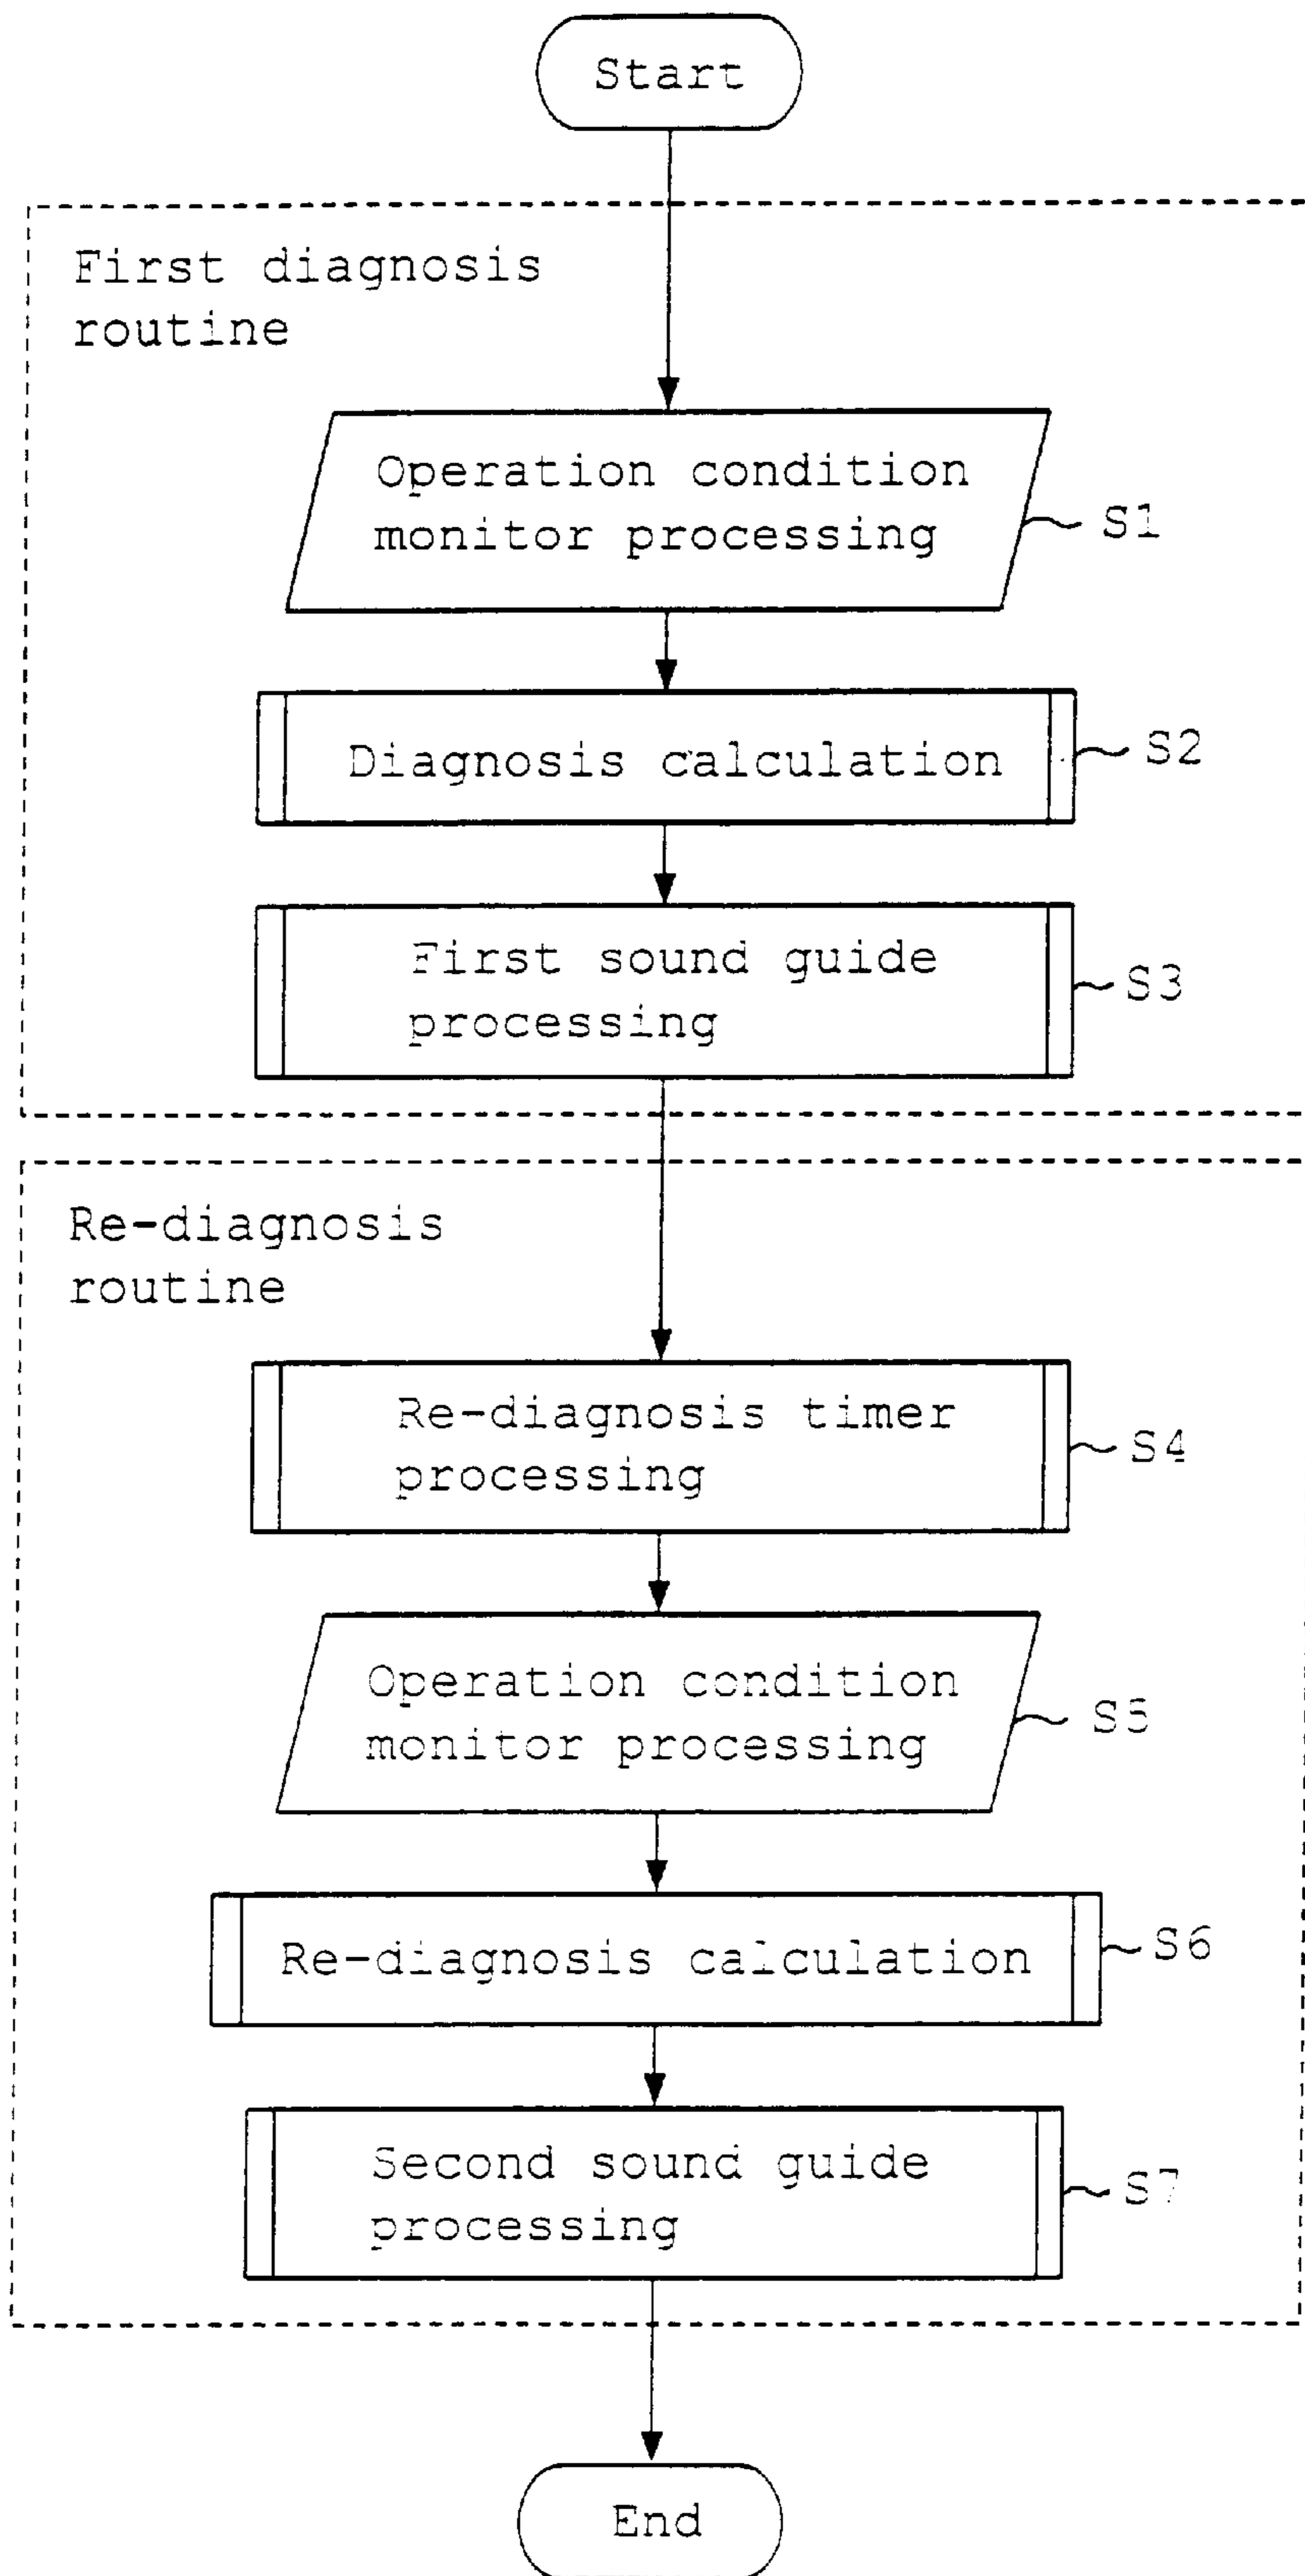 Start
First diagnosis
routine
Operation condition
monitor processing
S1
Diagnosis calculation
S2
First sound guide
processing
S3
Re-diagnosis
routine
Re-diagnosis timer
processing
S4
Operation condition
monitor processing
S5
Re-diagnosis calculation
S6
Second sound guide
processing
S7
End